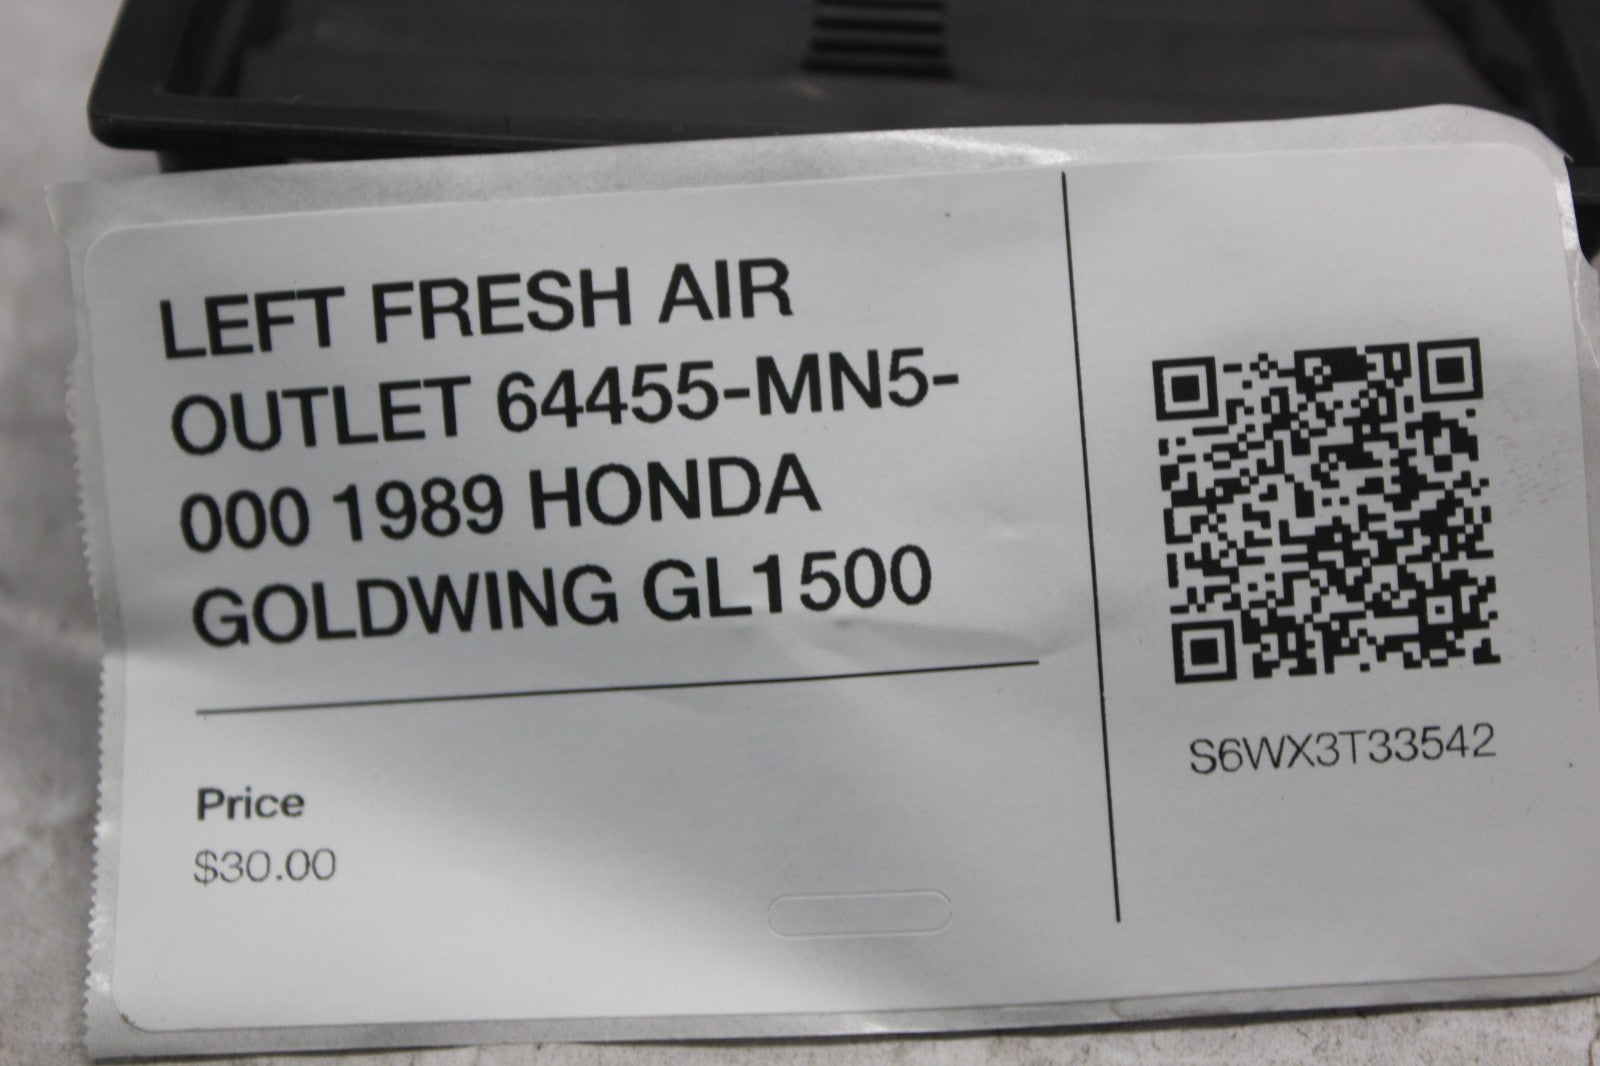 LEFT FRESH AIR
OUTLET 64455-MN5-
000 1989 HONDA
GOLDWING GL1500
Price
$30.00
S6WX3T33542